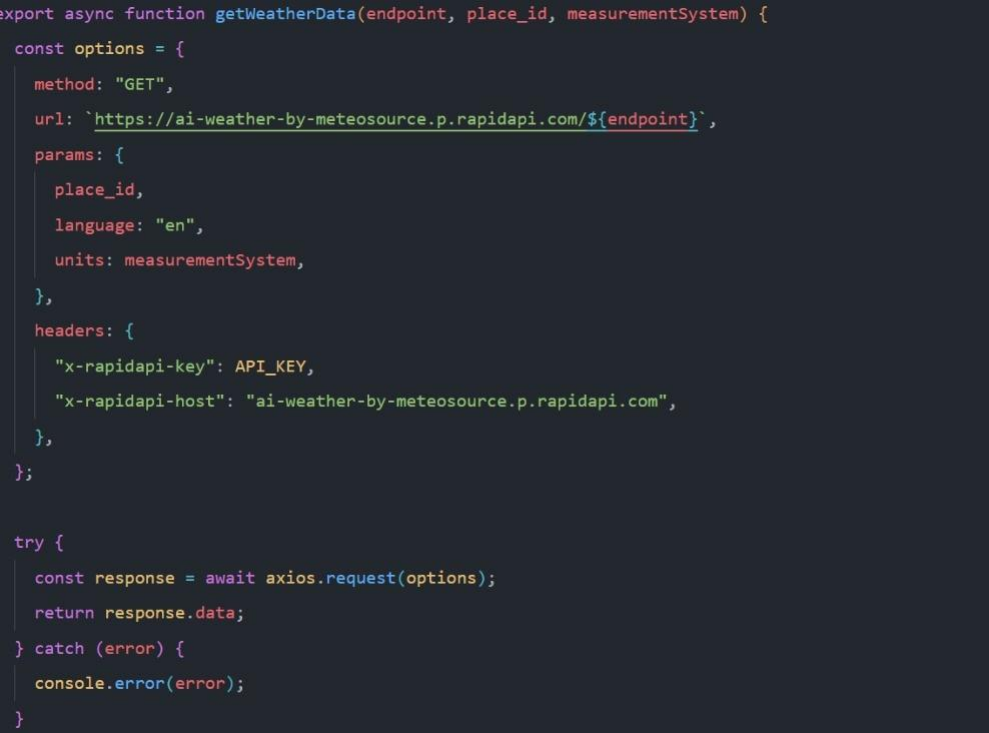 export async function getWeatherData(endpoint, place_id, measurementSystem) {
const options = {
method: "GET",
url: `https://ai-weather-by-meteosource.p.rapidapi.com/${endpoint}`,
params: {
place_id,
language: "en",
units: measurementSystem,
},
headers: {
"x-rapidapi-key": API_KEY,
"x-rapidapi-host": "ai-weather-by-meteosource.p.rapidapi.com",
},
};
try {
const response = await axios.request(options);
return response.data;
} catch (error) {
console.error(error);
}